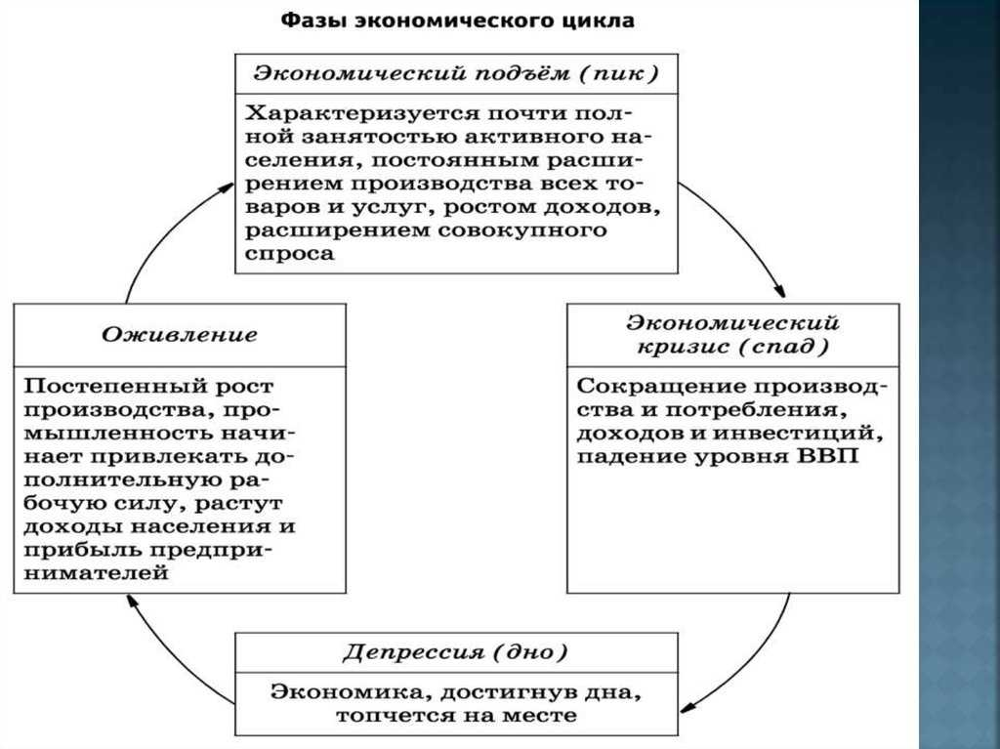 Фазы экономического цикла
Экономический подъём (пик)
Характеризуется почти пол-
ной занятостью активного на-
селения, постоянным расши-
рением производства всех то-
варов и услуг, ростом доходов,
расширением совокупного
спроса
Оживление
Постепенный рост
производства, про-
мышленность начи-
нает привлекать до-
полнительную ра-
бочую силу, растут
доходы населения и
прибыль предпри-
нимателей
Экономический
кризис (спад)
Сокращение производ-
ства и потребления,
доходов и инвестиций,
падение уровня ВВП
Депрессия (дно)
Экономика, достигнув дна,
топчется на месте